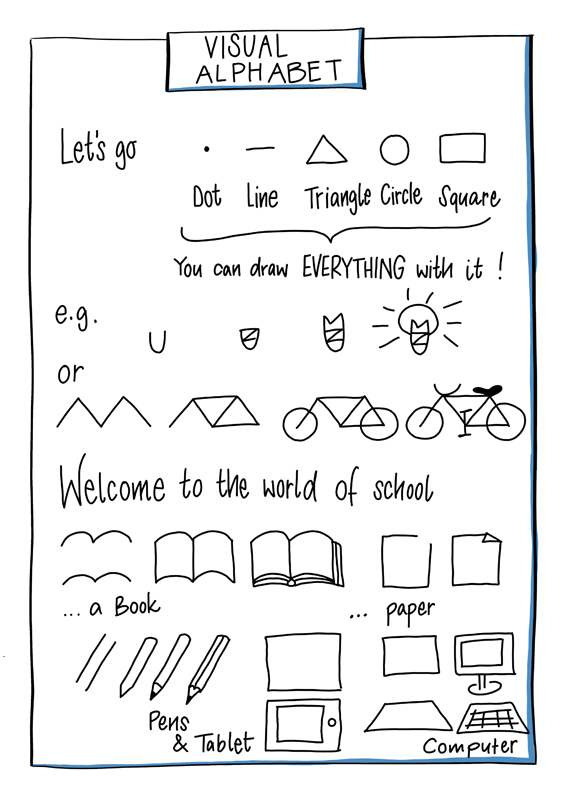 VISUAL
ALPHABET
Let's go
Dot Line Triangle Circle Square
You can draw EVERYTHING with it !
e.g.
or
Welcome to the world of school
... a Book
... paper
Pens
& Tablet
Computer